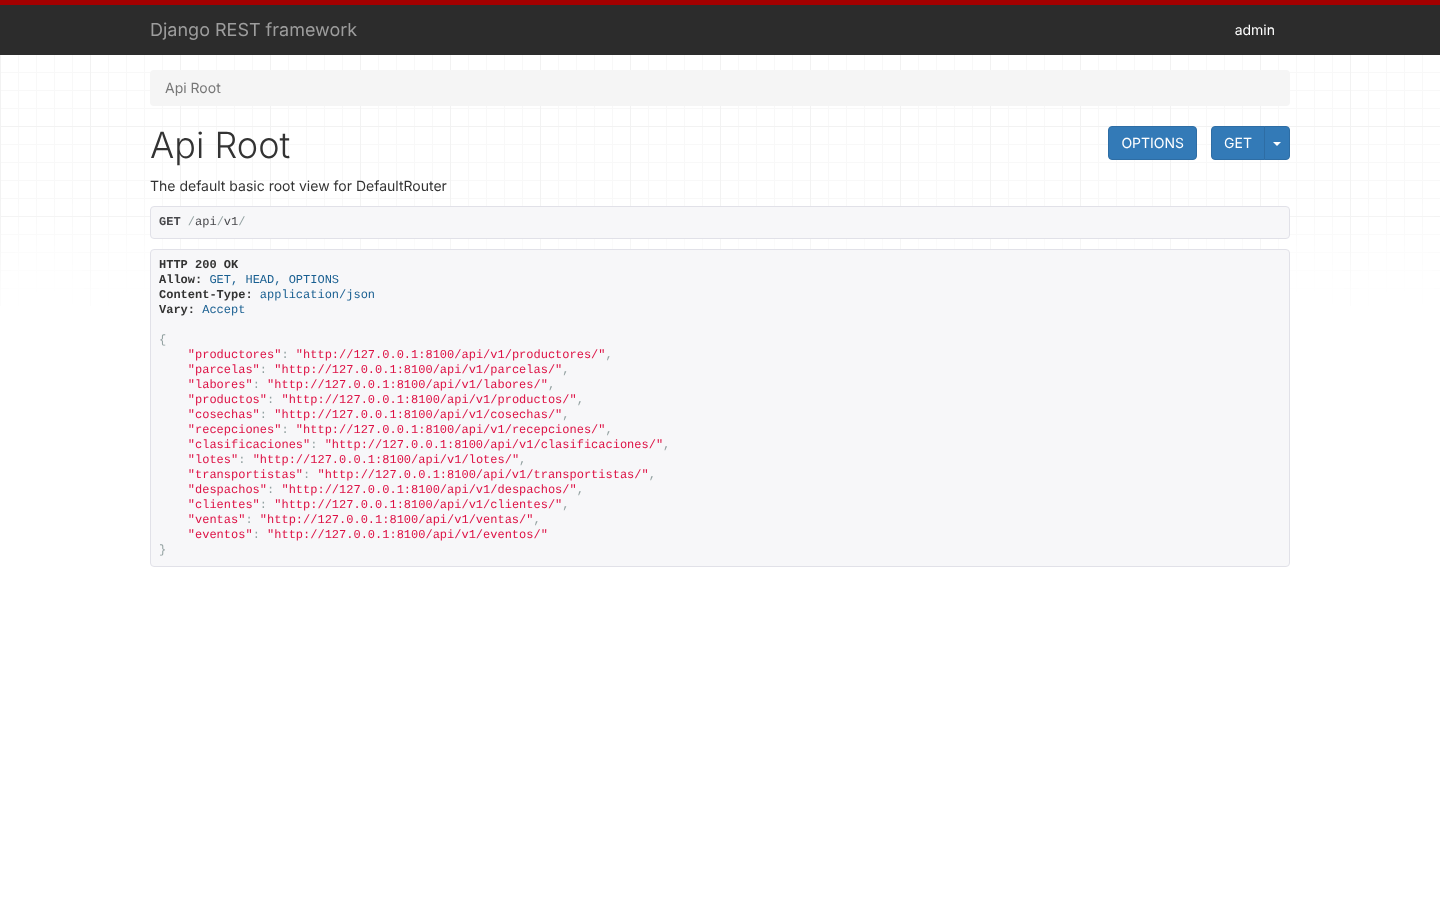 Django REST framework
admin
Api Root
Api Root
OPTIONS
GET
The default basic root view for DefaultRouter
GET /api/v1/
HTTP 200 OK
Allow: GET, HEAD, OPTIONS
Content-Type: application/json
Vary: Accept
{
    "productores": "http://127.0.0.1:8100/api/v1/productores/",
    "parcelas": "http://127.0.0.1:8100/api/v1/parcelas/",
    "labores": "http://127.0.0.1:8100/api/v1/labores/",
    "productos": "http://127.0.0.1:8100/api/v1/productos/",
    "cosechas": "http://127.0.0.1:8100/api/v1/cosechas/",
    "recepciones": "http://127.0.0.1:8100/api/v1/recepciones/",
    "clasificaciones": "http://127.0.0.1:8100/api/v1/clasificaciones/",
    "lotes": "http://127.0.0.1:8100/api/v1/lotes/",
    "transportistas": "http://127.0.0.1:8100/api/v1/transportistas/",
    "despachos": "http://127.0.0.1:8100/api/v1/despachos/",
    "clientes": "http://127.0.0.1:8100/api/v1/clientes/",
    "ventas": "http://127.0.0.1:8100/api/v1/ventas/",
    "eventos": "http://127.0.0.1:8100/api/v1/eventos/"
}